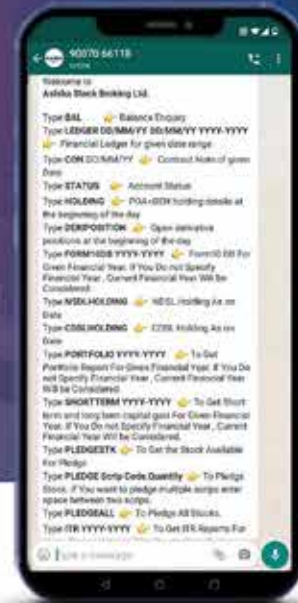 90070 66118
Welcome to
Ashika Stock Broking Ltd.
Type BAL 👉 Balance Enquiry
Type LEDGER DD/MM/YY DD/MM/YY YYYY-YYYY
👉 Financial Ledger for given date range
Type CON DD/MM/YY 👉 Contract Note of given
Date
Type STATUS 👉 Account Status
Type HOLDING 👉 POA+BEN holding details at
the beginning of the day
Type DERIPOSITION 👉 Open derivative
positions at the beginning of the day
Type FORM10DB YYYY-YYYY 👉 Form10 DB For
Given Financial Year. If You Do not Specify
Financial Year, Current Financial Year Will be
Considered.
Type NSDLHOLDING 👉 NSDL Holding As on
Date
Type CDSLHOLDING 👉 CDSL Holding As on
Date
Type PORTFOLIO YYYY-YYYY 👉 To Get
Portfolio Report For Given Financial Year. If You Do
not Specify Financial Year, Current Financial Year
Will be Considered.
Type SHORTTERM YYYY-YYYY 👉 To Get Short
term and long term capital gain For Given Financial
Year. If You Do not Specify Financial Year, Current
Financial Year Will be Considered.
Type PLEDGESTK 👉 To Get the Stock Available
For Pledge
Type PLEDGE Scrip Code,Quantity 👉 To Pledge
Stock. If You want to pledge multiple scrips enter
space between two scrips.
Type PLEDGEALL 👉 To Pledge All Stocks.
Type ITR YYYY-YYYY 👉 To Get ITR Reports For
Type a message